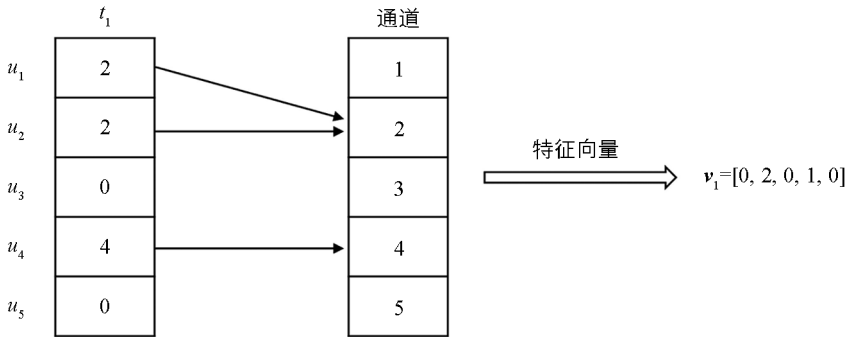 t₁ 通道
u₁ 2 1
u₂ 2 2
特征向量
u₃ 0 3
v₁=[0, 2, 0, 1, 0]
u₄ 4 4
u₅ 0 5